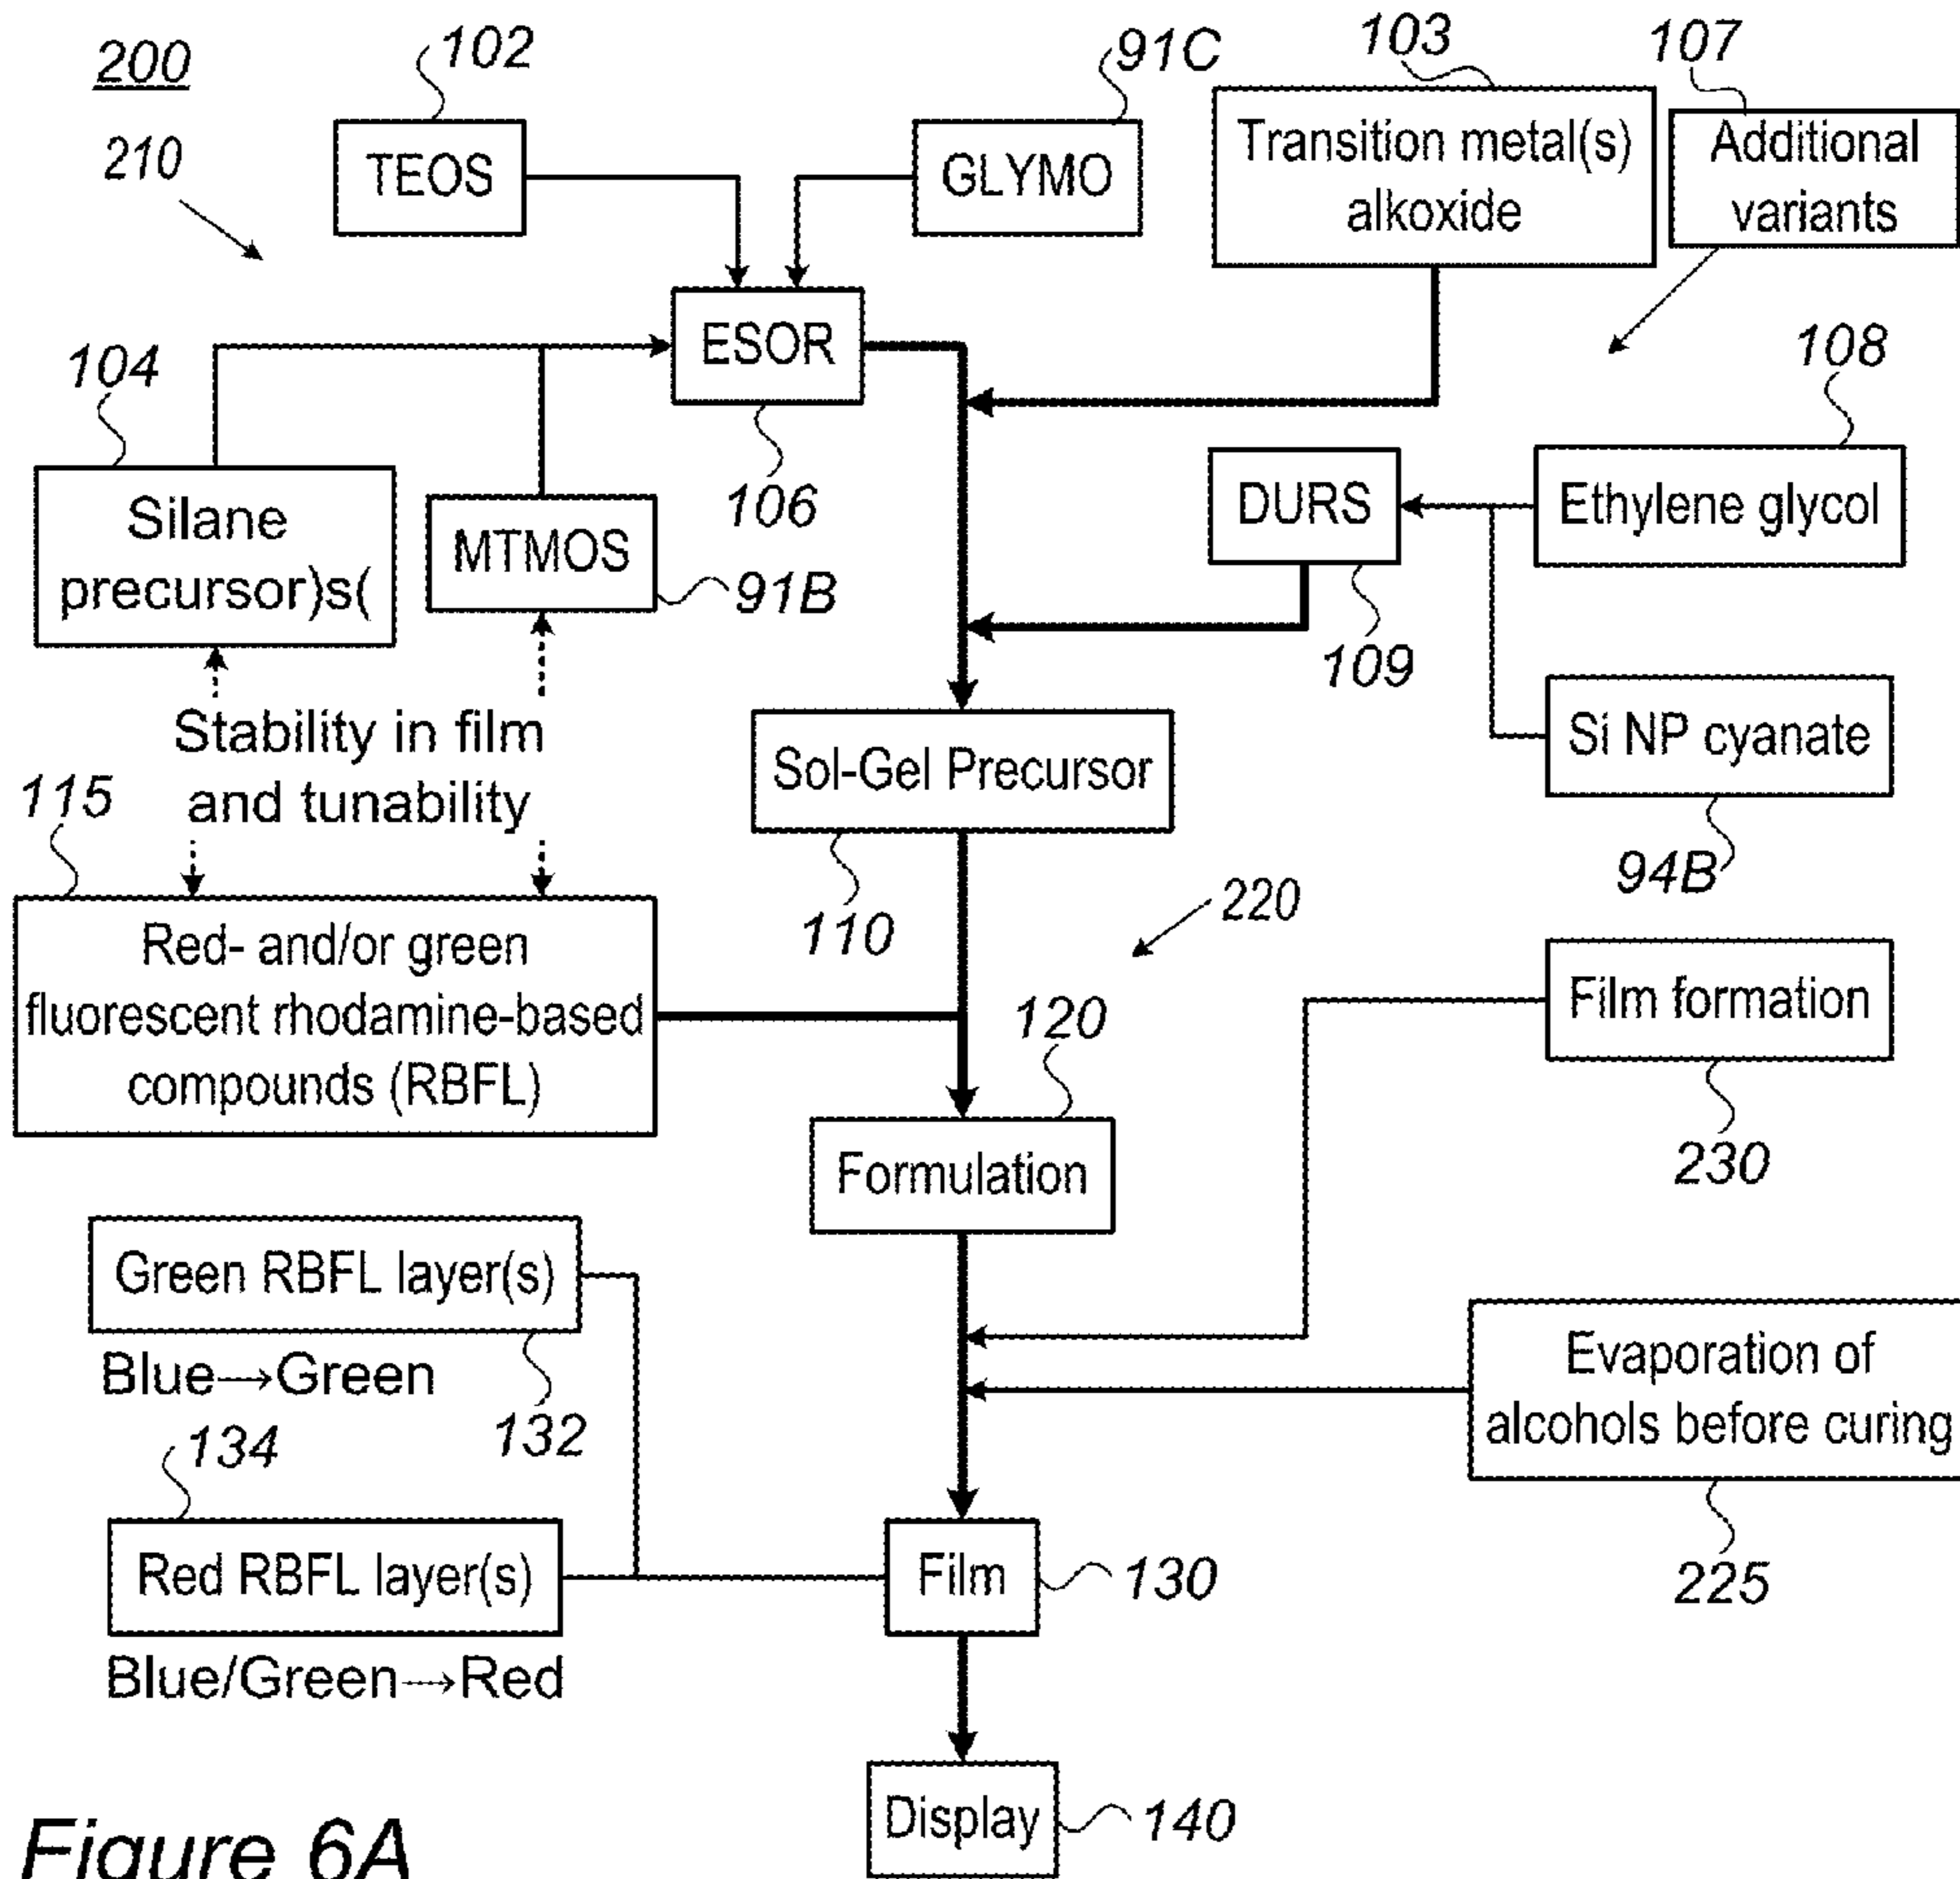 200
102
91C
103
107
210
TEOS
GLYMO
Transition metal(s)
alkoxide
Additional
variants
104
ESOR
106
108
Silane
precursor)s(
MTMOS
91B
DURS
109
Ethylene glycol
Stability in film
and tunability
Si NP cyanate
94B
115
Sol-Gel Precursor
110
220
Red- and/or green
fluorescent rhodamine-based
compounds (RBFL)
120
Film formation
230
Formulation
Green RBFL layer(s)
Blue→Green
132
Evaporation of
alcohols before curing
225
134
Red RBFL layer(s)
Blue/Green→Red
Film
130
Display
140
Figure 6A